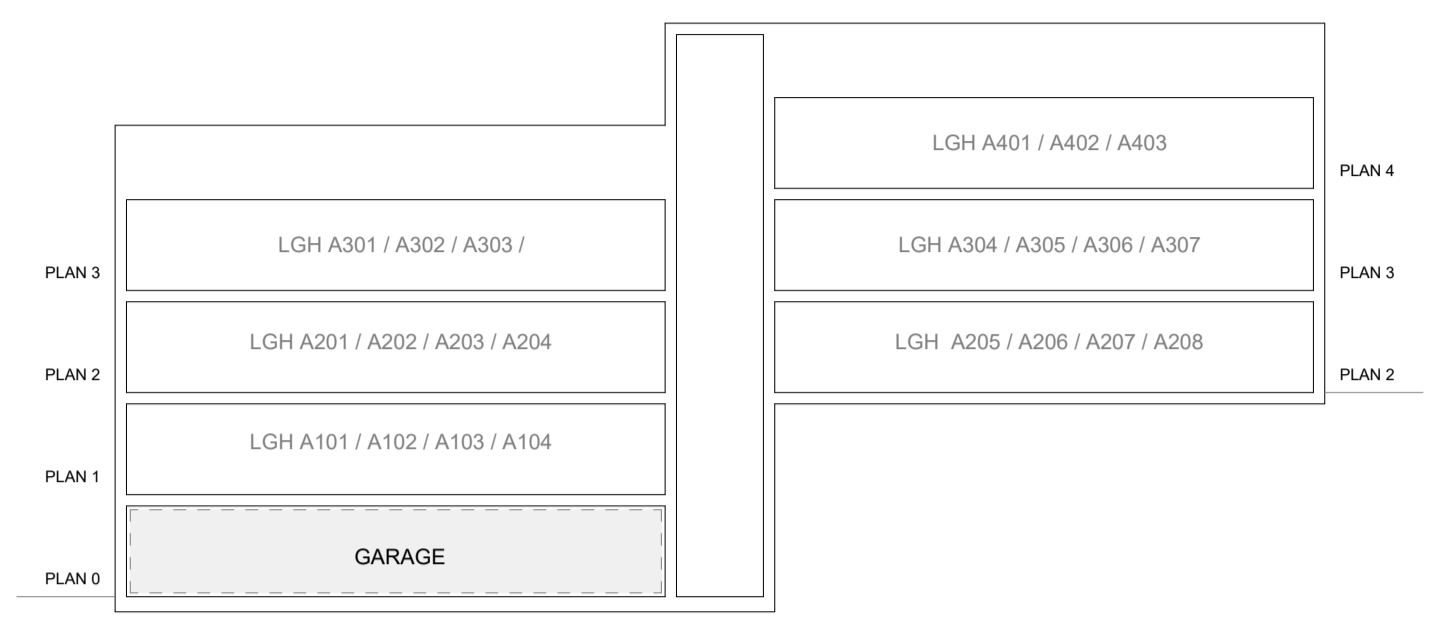 LGH A401 / A402 / A403
PLAN 4
LGH A301 / A302 / A303 /
PLAN 3
LGH A304 / A305 / A306 / A307
PLAN 3
LGH A201 / A202 / A203 / A204
PLAN 2
LGH A205 / A206 / A207 / A208
PLAN 2
LGH A101 / A102 / A103 / A104
PLAN 1
GARAGE
PLAN 0